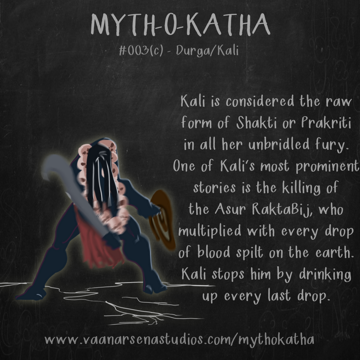 MYTH-O-KATHA
#003(c) - Durga/Kali
Kali is considered the raw
form of Shakti or Prakriti
in all her unbridled fury.
One of Kali's most prominent
stories is the killing of
the Asur RaktaBij, who
multiplied with every drop
of blood spilt on the earth.
Kali stops him by drinking
up every last drop.
www.vaanarsenastudios.com/mythokatha